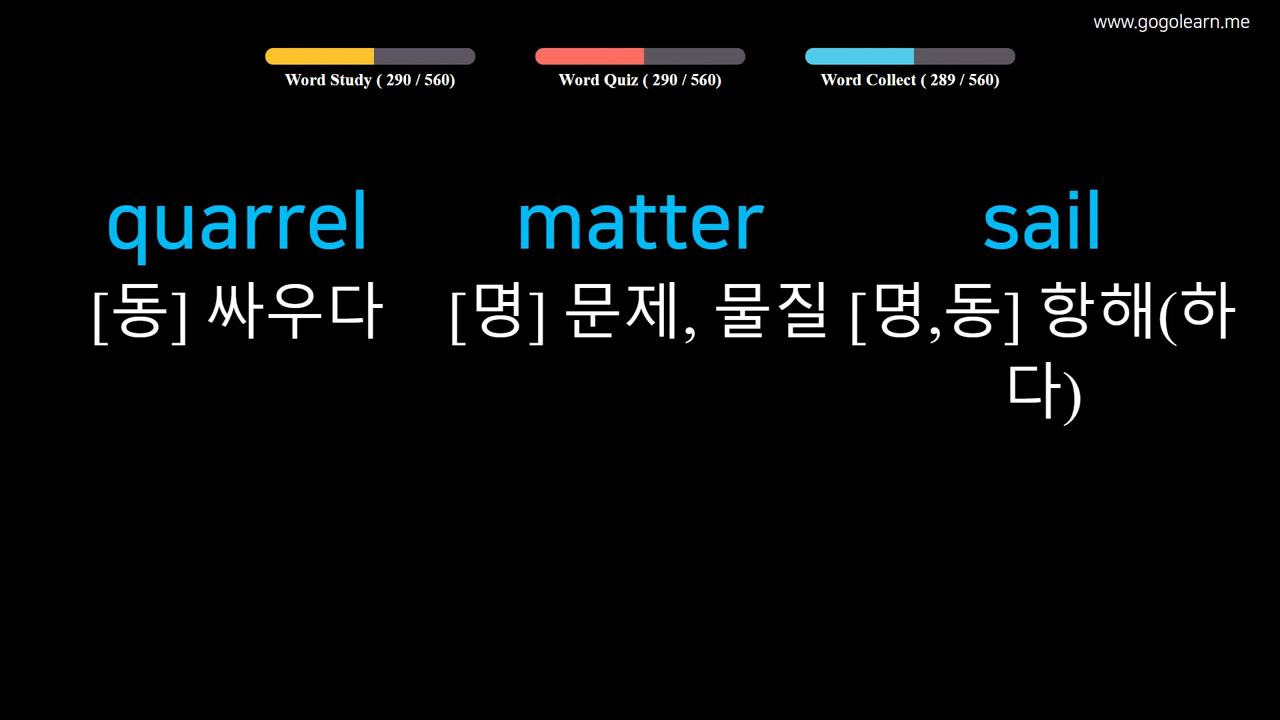 www.gogolearn.me
Word Study ( 290 / 560)
Word Quiz ( 290 / 560)
Word Collect ( 289 / 560)
quarrel
[동] 싸우다
matter
[명] 문제, 물질
sail
[명,동] 항해(하
다)